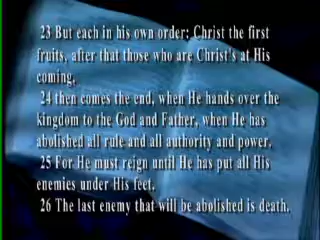 23 But each in his own order; Christ the first
fruits, after that those who are Christ's at His
coming,
24 then comes the end, when He hands over the
kingdom to the God and Father, when He has
abolished all rule and all authority and power.
25 For He must reign until He has put all His
enemies under His feet.
26 The last enemy that will be abolished is death.